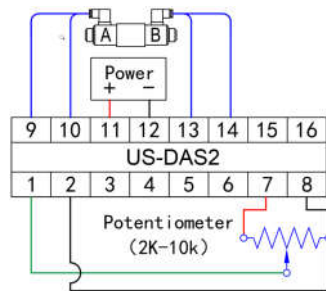 A B
Power
+ −
9 10 11 12 13 14 15 16
US-DAS2
1 2 3 4 5 6 7 8
Potentiometer
(2K-10k)